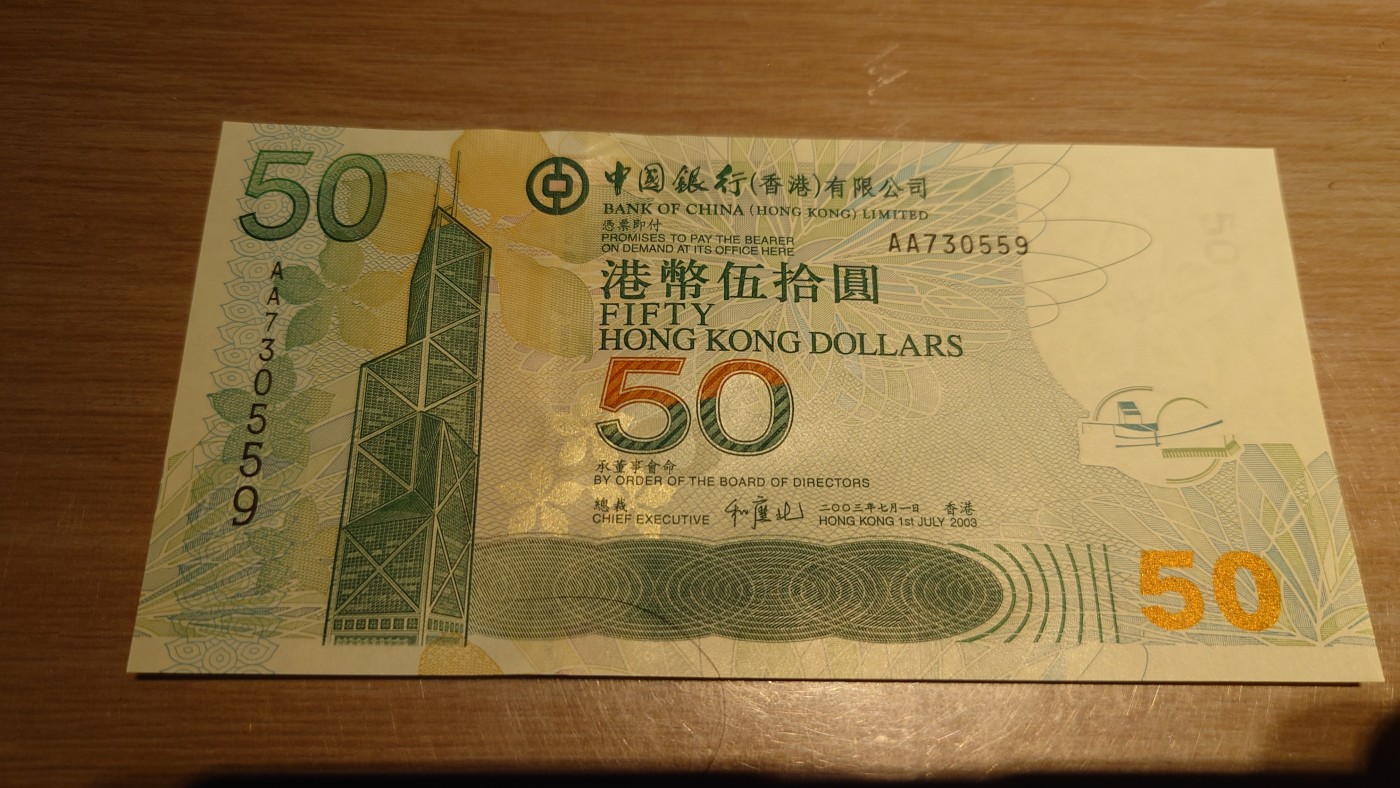 50
中國銀行(香港)有限公司
BANK OF CHINA (HONG KONG) LIMITED
憑票即付
PROMISES TO PAY THE BEARER
ON DEMAND AT ITS OFFICE HERE
AA730559
AA730559
港幣伍拾圓
FIFTY
HONG KONG DOLLARS
50
承董事會命
BY ORDER OF THE BOARD OF DIRECTORS
總裁
CHIEF EXECUTIVE
和廣北
二〇〇三年七月一日 香港
HONG KONG 1st JULY 2003
50